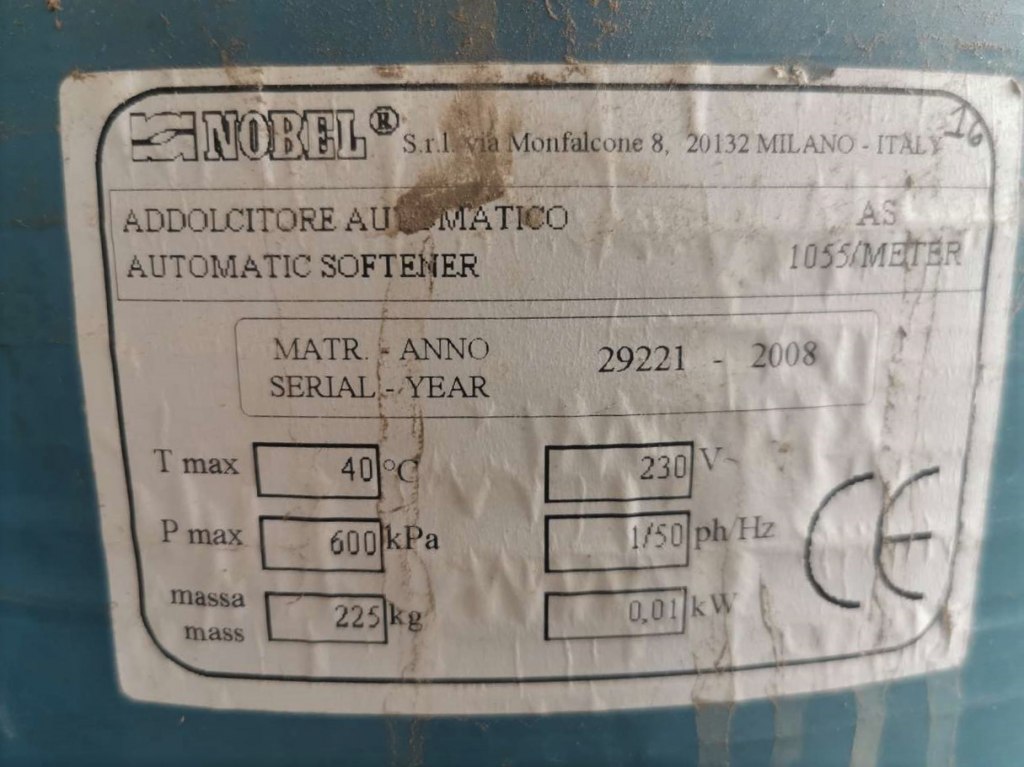 NOBEL® S.r.l. via Monfalcone 8, 20132 MILANO - ITALY 16
ADDOLCITORE AUTOMATICO AS
AUTOMATIC SOFTENER 1055/METER
MATR. - ANNO 29221 - 2008
SERIAL - YEAR
T max 40 °C 230 V
P max 600 kPa 1/50 ph/Hz
massa 225 kg 0,01 kW
mass
CE